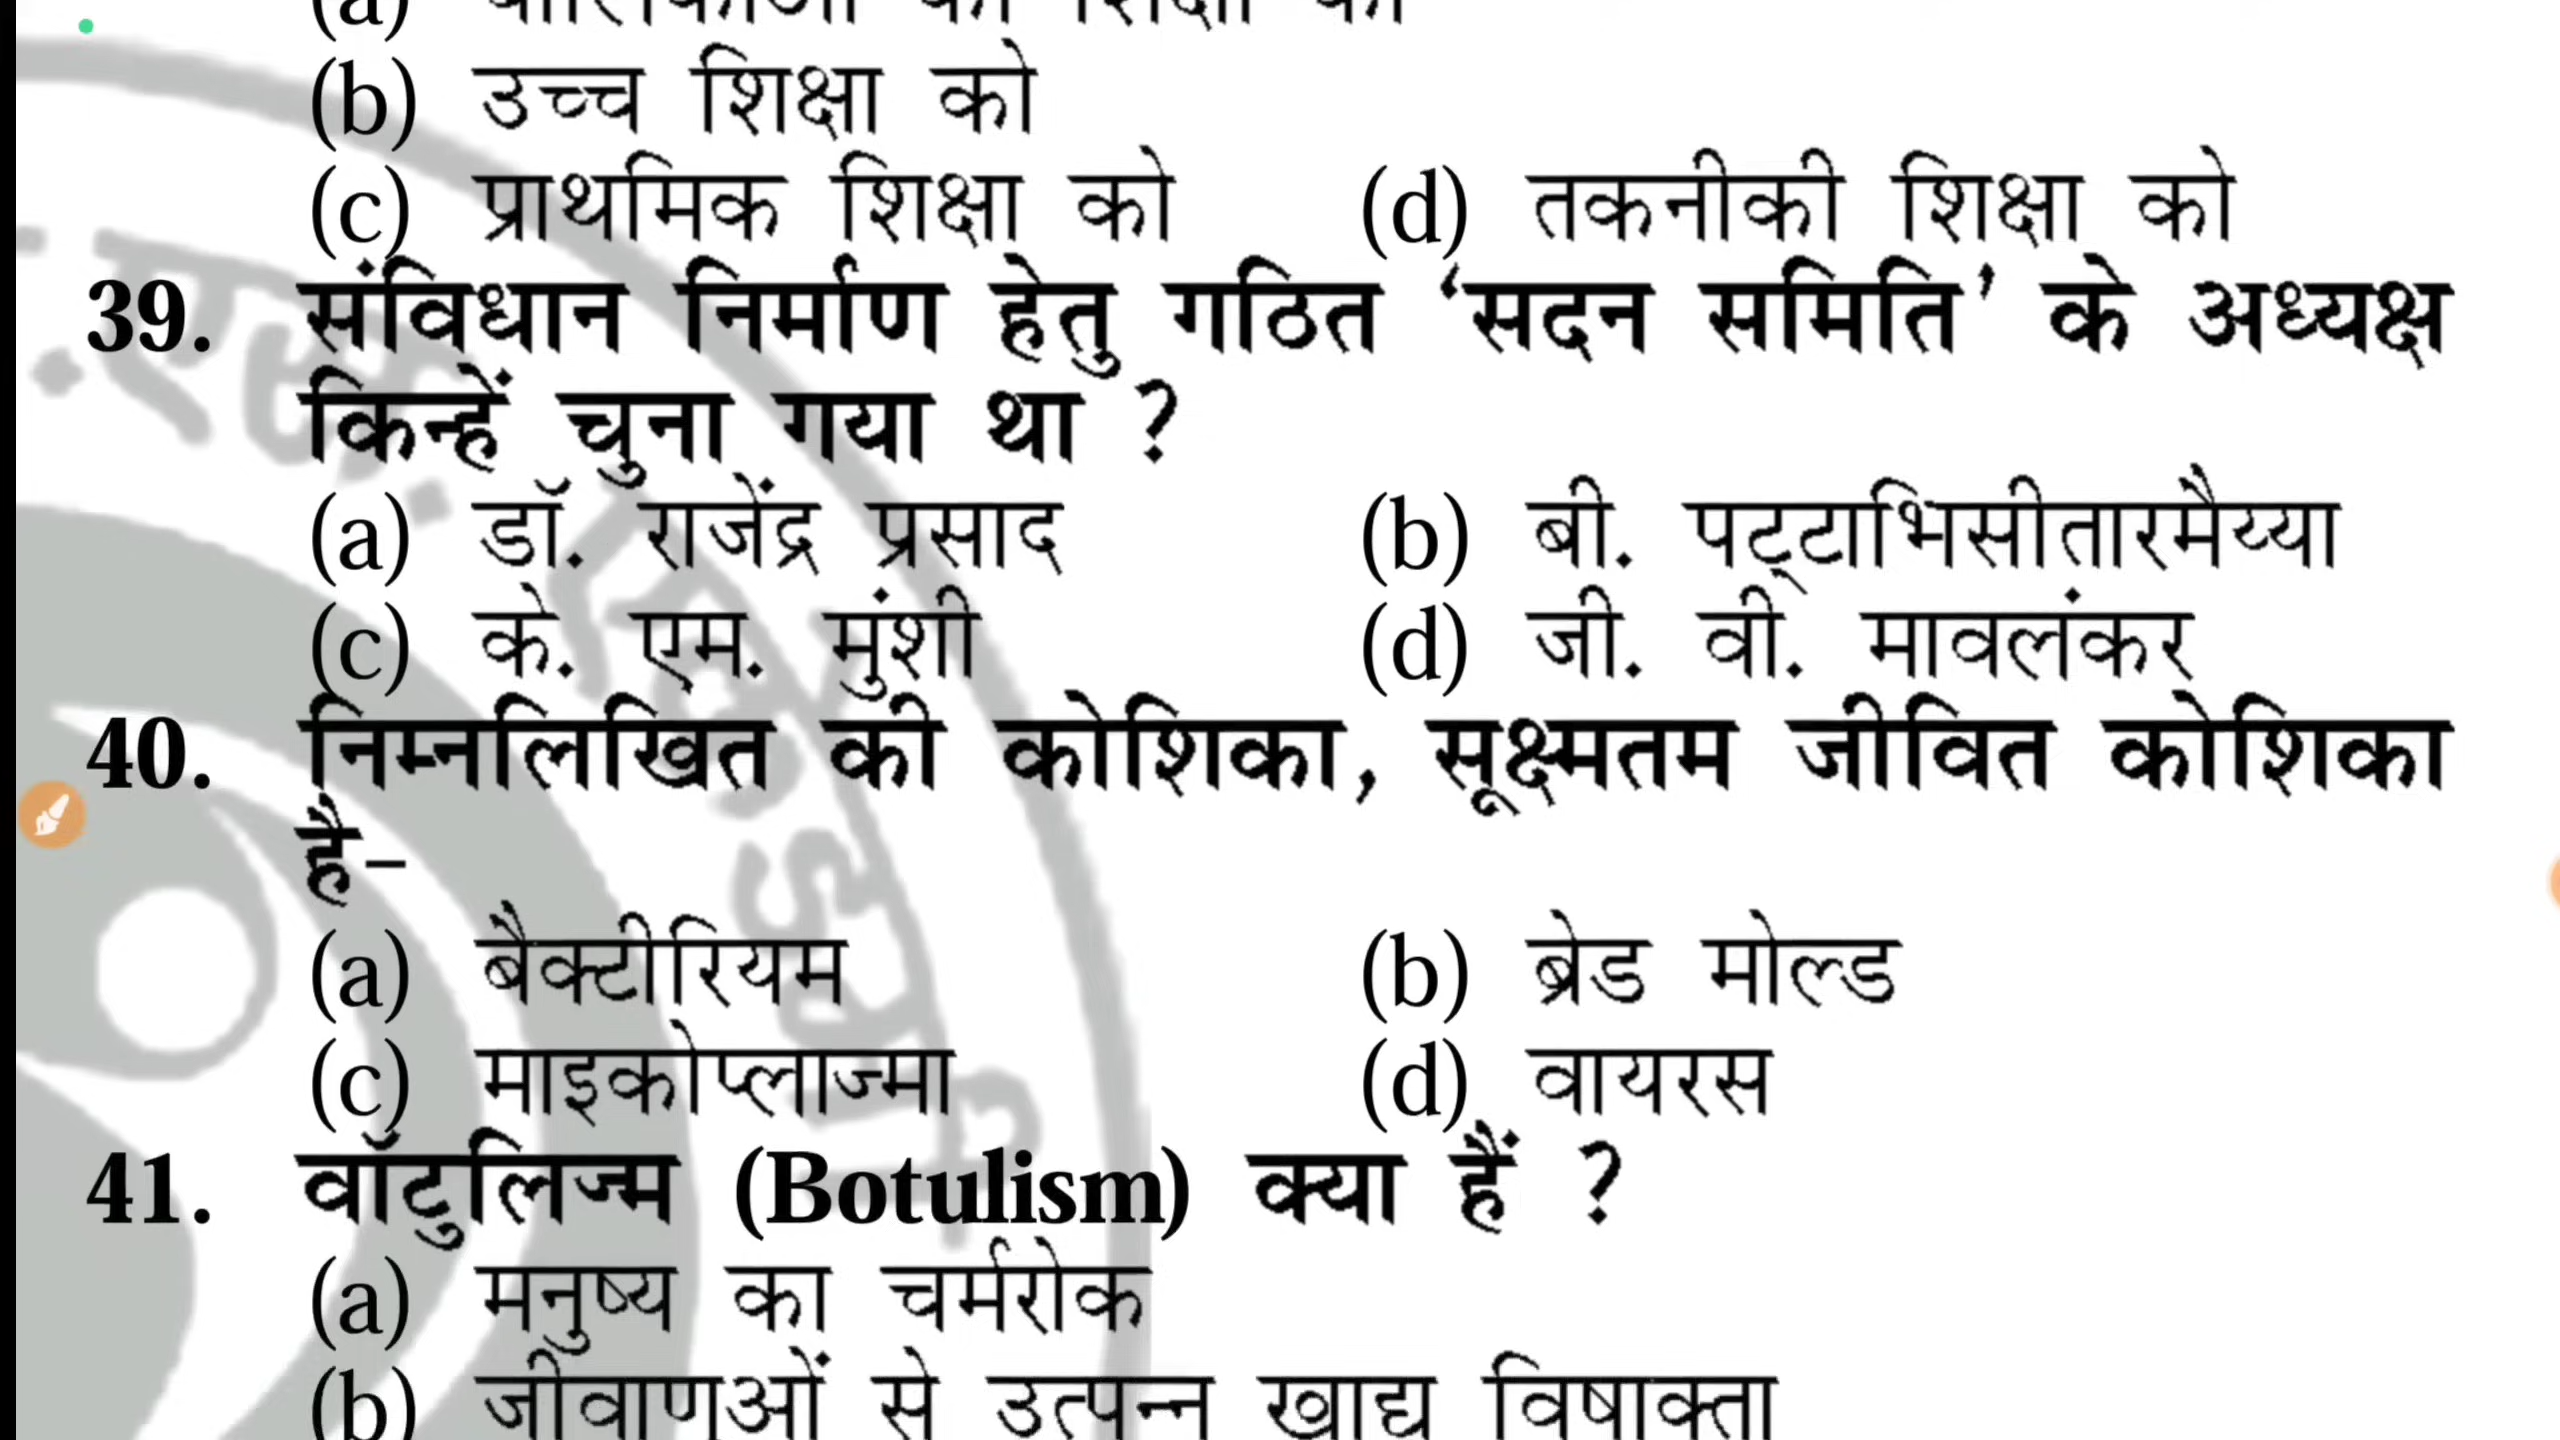 (b) उच्च शिक्षा को
(c) प्राथमिक शिक्षा को (d) तकनीकी शिक्षा को
39. संविधान निर्माण हेतु गठित ‘सदन समिति’ के अध्यक्ष
किन्हें चुना गया था ?
(a) डॉ. राजेंद्र प्रसाद (b) बी. पट्टाभिसीतारमैय्या
(c) के. एम. मुंशी (d) जी. वी. मावलंकर
40. निम्नलिखित की कोशिका, सूक्ष्मतम जीवित कोशिका
है–
(a) बैक्टीरियम (b) ब्रेड मोल्ड
(c) माइकोप्लाज्मा (d) वायरस
41. वॉटुलिज्म (Botulism) क्या हैं ?
(a) मनुष्य का चर्मरोक
(b) जीवाणुओं से उत्पन्न खाद्य विषाक्ता